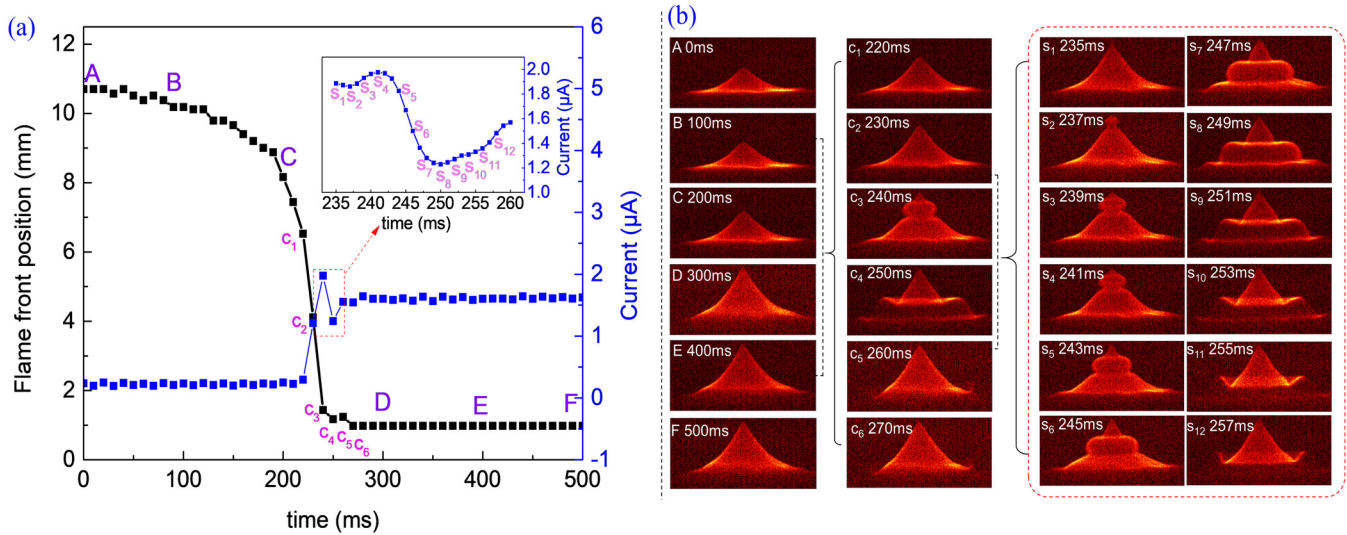 (a)
Flame front position (mm)
12
10
8
6
4
2
0
A
B
C
c₁
c₂
c₃
c₄
c₅
c₆
D
E
F
0
100
200
300
400
500
time (ms)
6
5
4
3
2
1
0
-1
Current (μA)
S₁
S₂
S₃
S₄
S₅
S₆
S₇
S₈
S₉
S₁₀
S₁₁
S₁₂
2.0
1.8
1.6
1.4
1.2
1.0
Current (μA)
235 240 245 250 255 260
time (ms)
(b)
A 0ms
B 100ms
C 200ms
D 300ms
E 400ms
F 500ms
c₁ 220ms
c₂ 230ms
c₃ 240ms
c₄ 250ms
c₅ 260ms
c₆ 270ms
s₁ 235ms
s₂ 237ms
s₃ 239ms
s₄ 241ms
s₅ 243ms
s₆ 245ms
s₇ 247ms
s₈ 249ms
s₉ 251ms
s₁₀ 253ms
s₁₁ 255ms
s₁₂ 257ms